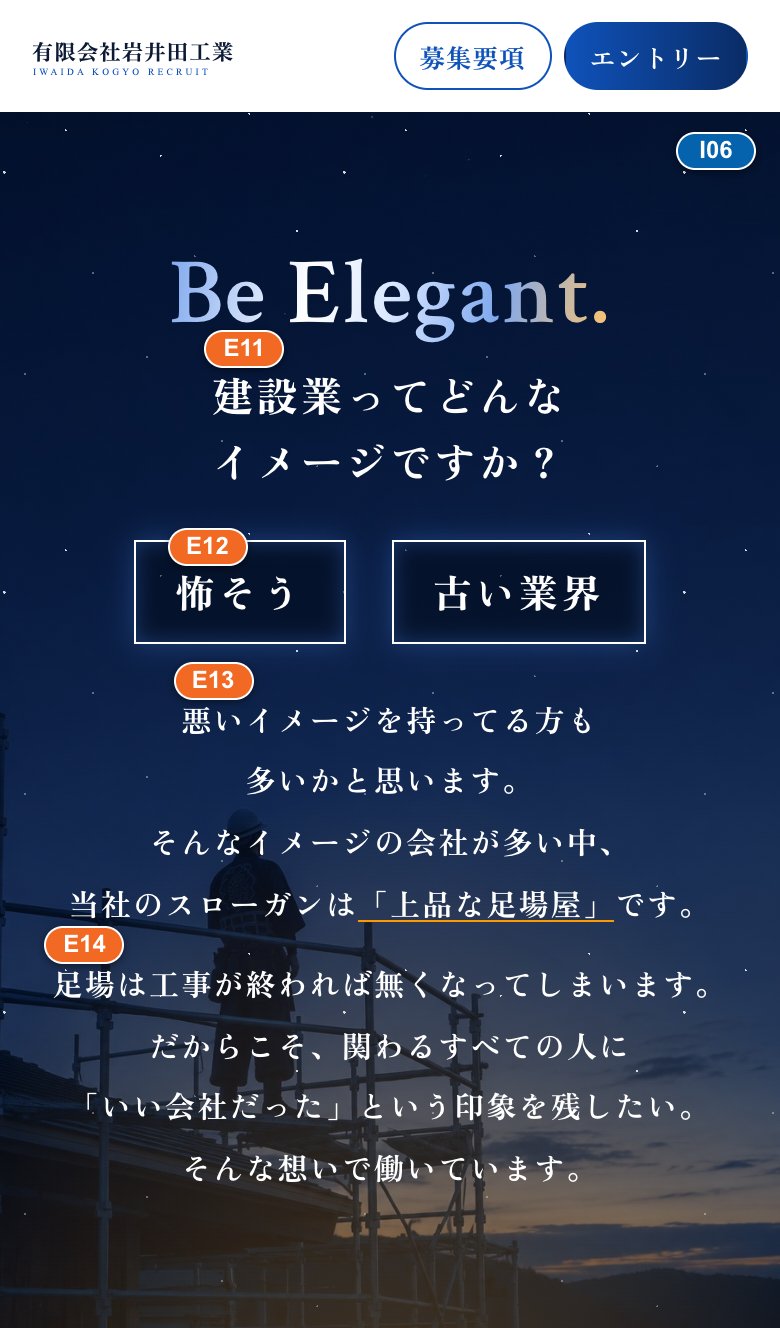 有限会社岩井田工業
IWAIDA KOGYO RECRUIT
募集要項
エントリー
I06
Be Elegant.
E11
建設業ってどんな
イメージですか？
E12
怖そう
古い業界
E13
悪いイメージを持ってる方も
多いかと思います。
そんなイメージの会社が多い中、
当社のスローガンは「上品な足場屋」です。
E14
足場は工事が終われば無くなってしまいます。
だからこそ、関わるすべての人に
「いい会社だった」という印象を残したい。
そんな想いで働いています。